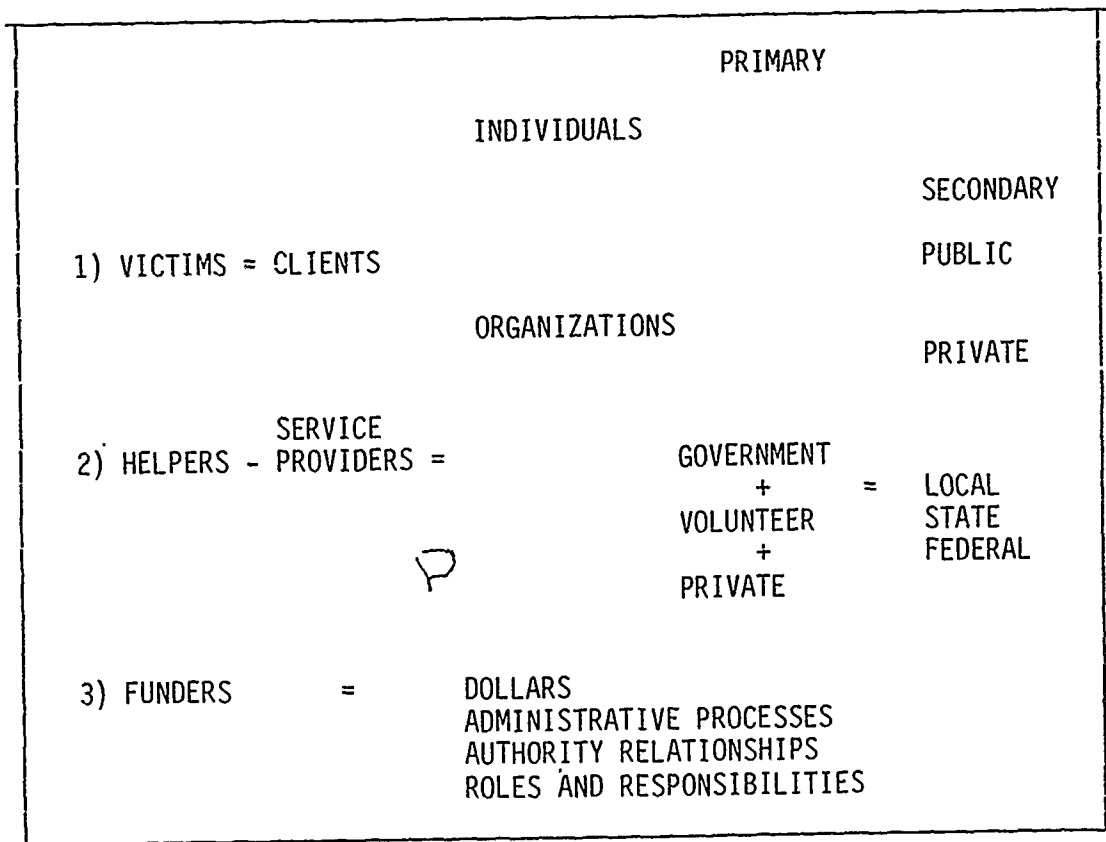 PRIMARY
INDIVIDUALS
SECONDARY
1) VICTIMS = CLIENTS
PUBLIC
ORGANIZATIONS
PRIVATE
SERVICE
2) HELPERS - PROVIDERS =
GOVERNMENT
+ = LOCAL
VOLUNTEER STATE
+ FEDERAL
PRIVATE
3) FUNDERS = DOLLARS
ADMINISTRATIVE PROCESSES
AUTHORITY RELATIONSHIPS
ROLES AND RESPONSIBILITIES